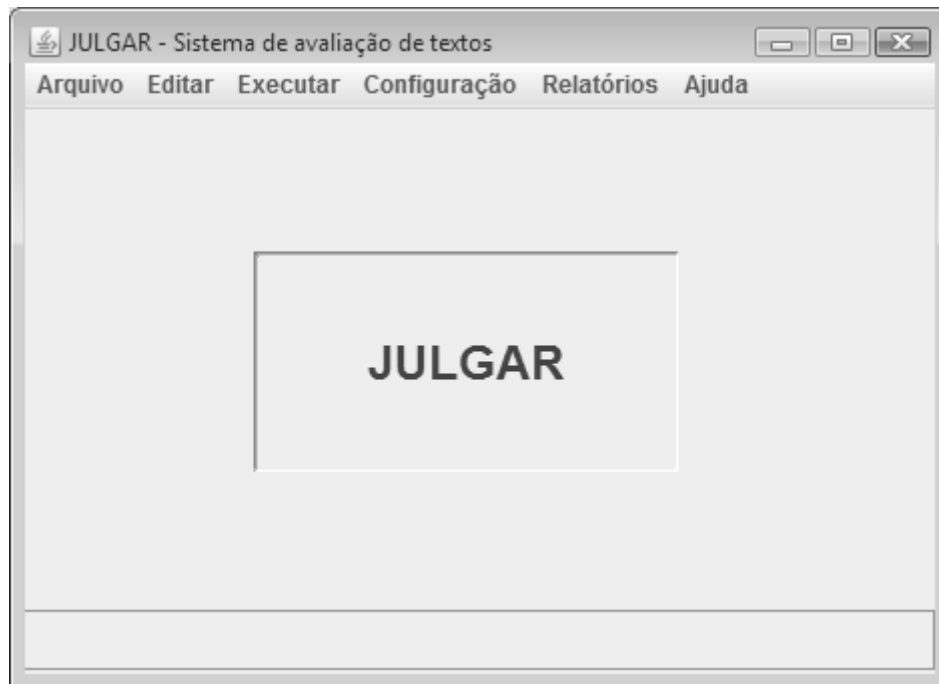 JULGAR - Sistema de avaliação de textos
Arquivo Editar Executar Configuração Relatórios Ajuda
JULGAR